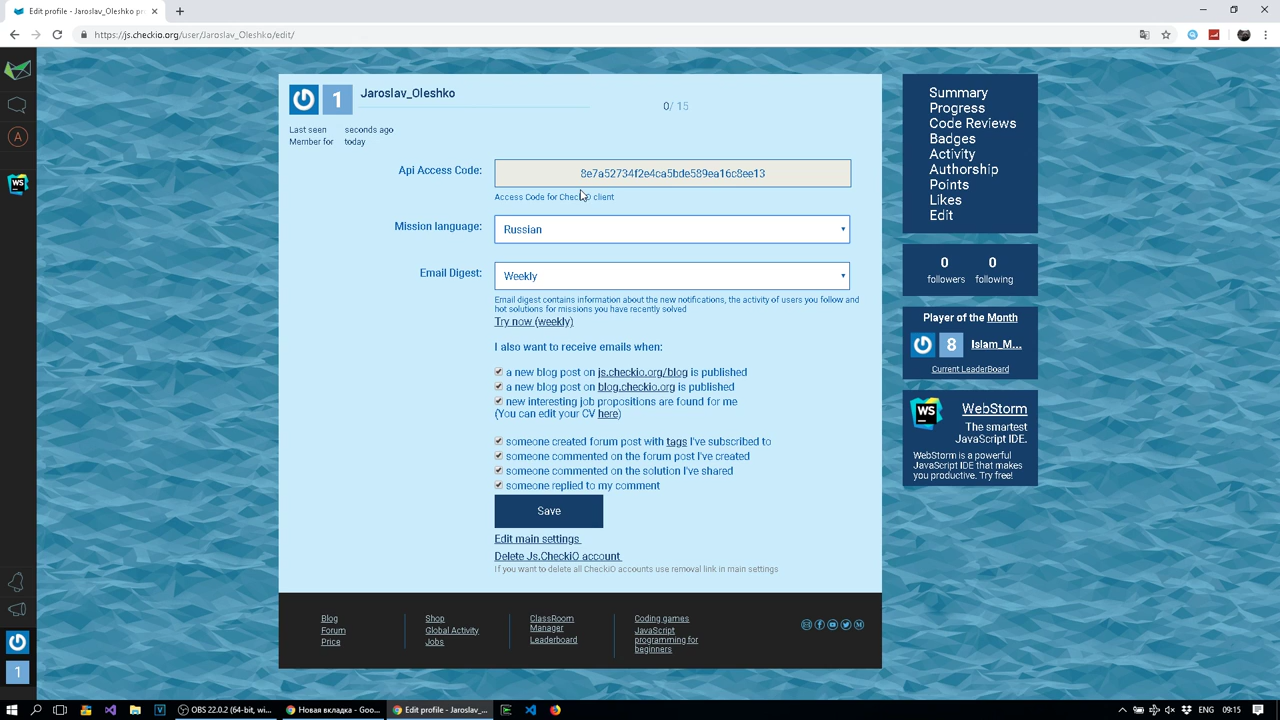 Edit profile - Jaroslav_Oleshko pro
https://js.checkio.org/user/Jaroslav_Oleshko/edit/
1
Jaroslav_Oleshko
0/ 15
Last seen seconds ago
Member for today
Api Access Code:
8e7a52734f2e4ca5bde589ea16c8ee13
Access Code for CheckiO client
Mission language:
Russian
Email Digest:
Weekly
Email digest contains information about the new notifications, the activity of users you follow and
hot solutions for missions you have recently solved
Try now (weekly)
I also want to receive emails when:
a new blog post on js.checkio.org/blog is published
a new blog post on blog.checkio.org is published
new interesting job propositions are found for me
(You can edit your CV here)
someone created forum post with tags I've subscribed to
someone commented on the forum post I've created
someone commented on the solution I've shared
someone replied to my comment
Save
Edit main settings
Delete Js.CheckiO account
If you want to delete all CheckiO accounts use removal link in main settings
Summary
Progress
Code Reviews
Badges
Activity
Authorship
Points
Likes
Edit
0 0
followers following
Player of the Month
8 Islam_M...
Current LeaderBoard
WS
WebStorm
The smartest
JavaScript IDE.
WebStorm is a powerful
JavaScript IDE that makes
you productive. Try free!
Blog
Forum
Price
Shop
Global Activity
Jobs
ClassRoom
Manager
Leaderboard
Coding games
JavaScript
programming for
beginners
A
WS
1
OBS 22.0.2 (64-bit, wi...
Новая вкладка - Goo...
Edit profile - Jaroslav_...
ENG
09:15